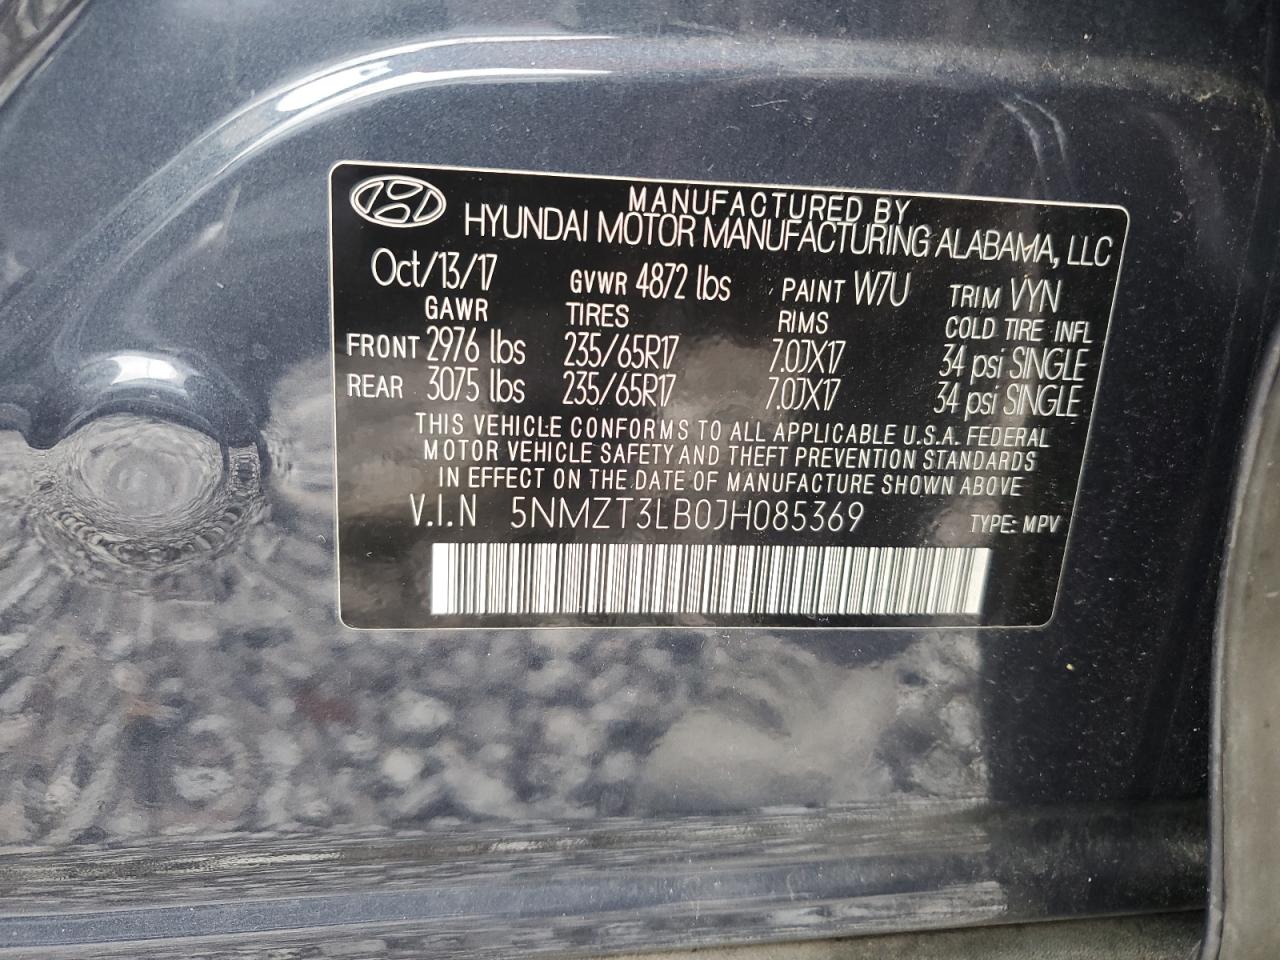 MANUFACTURED BY
HYUNDAI MOTOR MANUFACTURING ALABAMA, LLC
Oct/13/17 GVWR 4872 lbs PAINT W7U TRIM VYN
GAWR TIRES RIMS COLD TIRE INFL
FRONT 2976 lbs 235/65R17 7.0JX17 34 psi SINGLE
REAR 3075 lbs 235/65R17 7.0JX17 34 psi SINGLE
THIS VEHICLE CONFORMS TO ALL APPLICABLE U.S.A. FEDERAL
MOTOR VEHICLE SAFETY AND THEFT PREVENTION STANDARDS
IN EFFECT ON THE DATE OF MANUFACTURE SHOWN ABOVE
V.I.N 5NMZT3LB0JH085369 TYPE: MPV